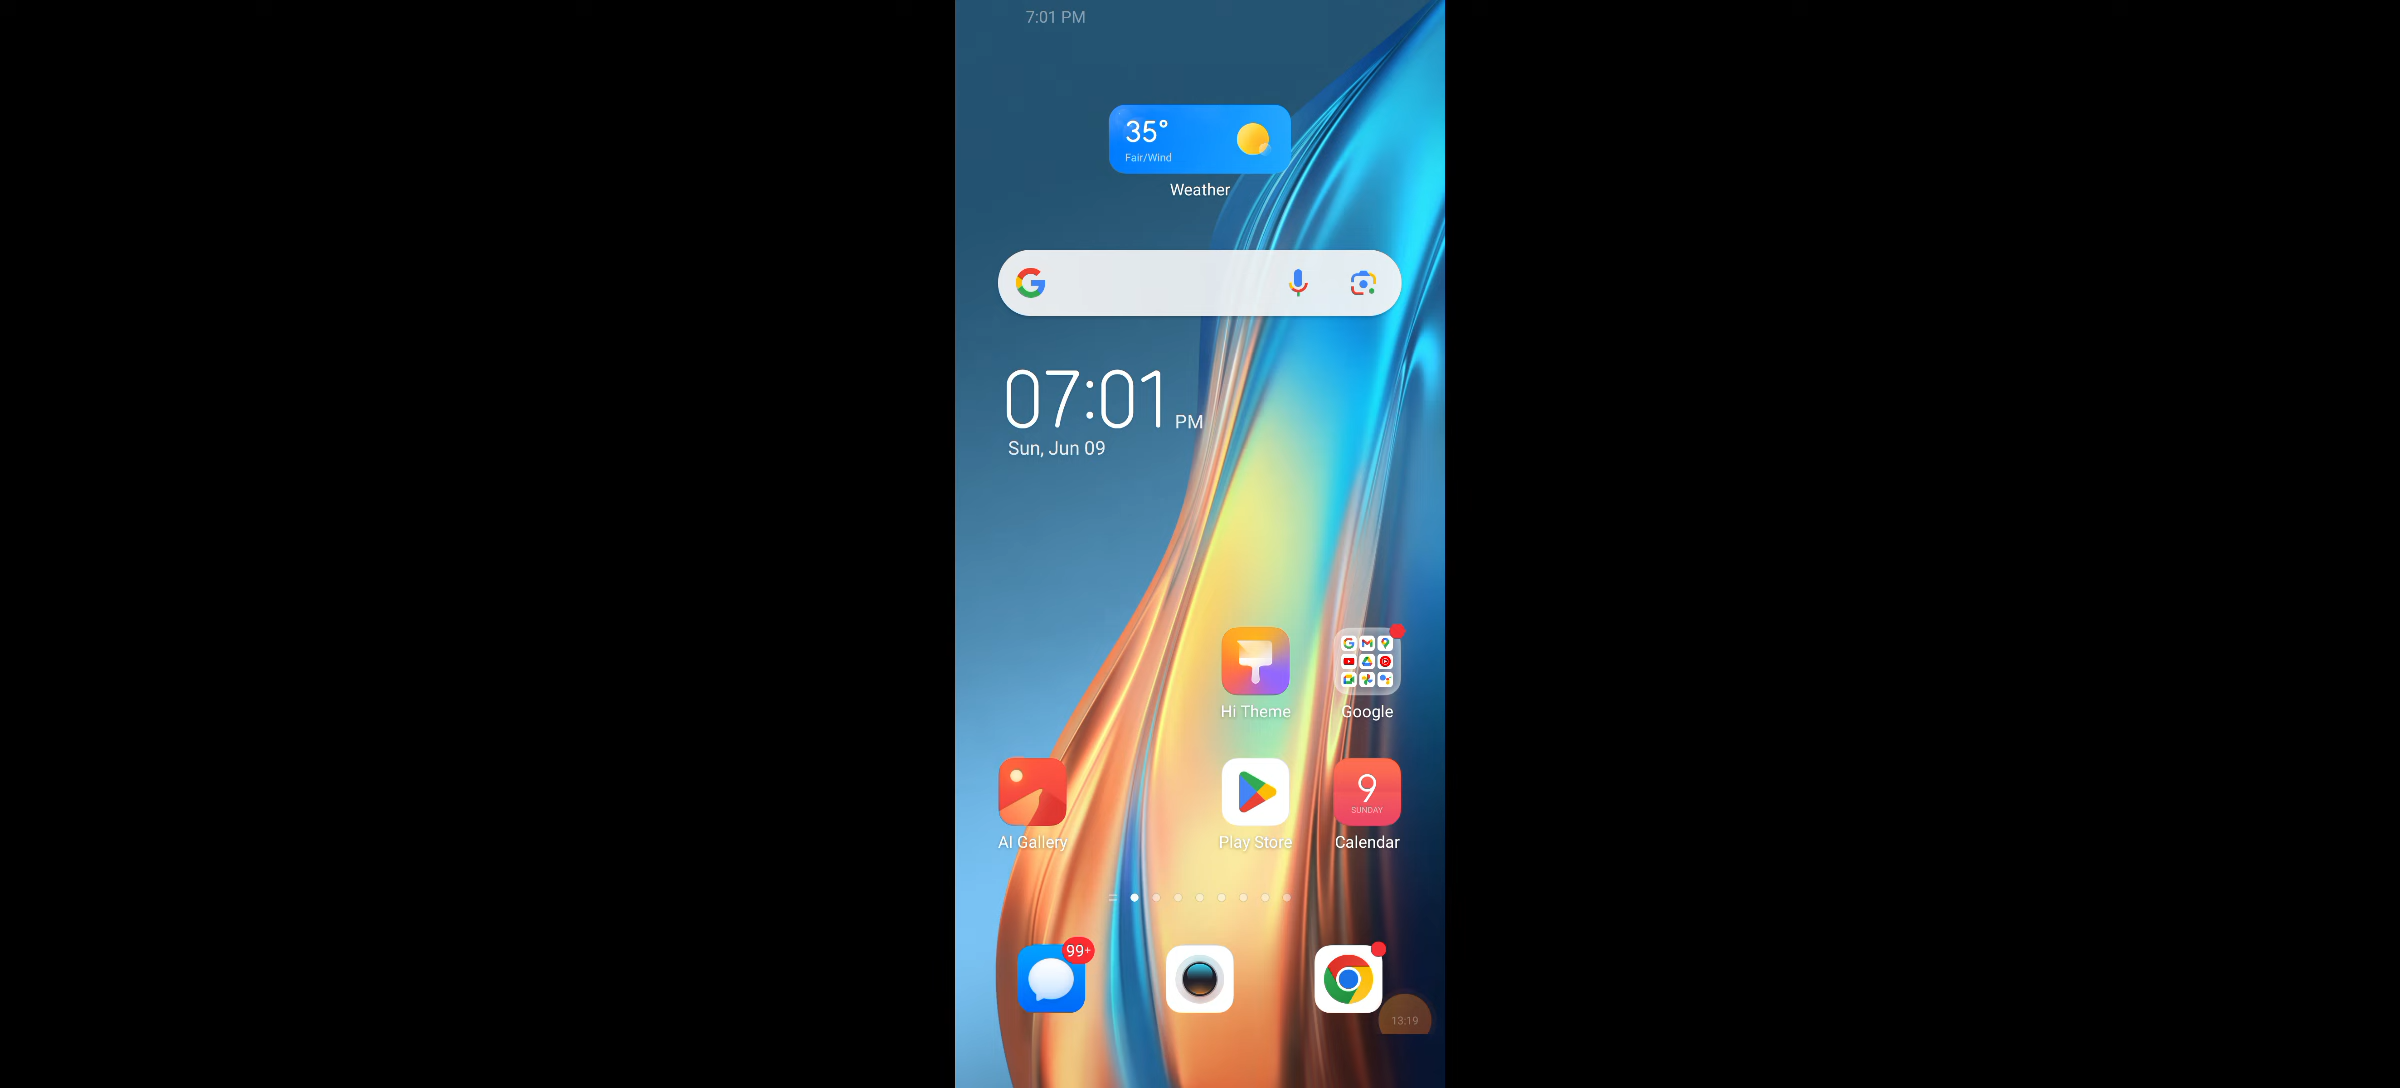 7:01 PM
35°
Fair/Wind
Weather
07:01 PM
Sun, Jun 09
Hi Theme
Google
9
SUNDAY
AI Gallery
Play Store
Calendar
99+
13:19